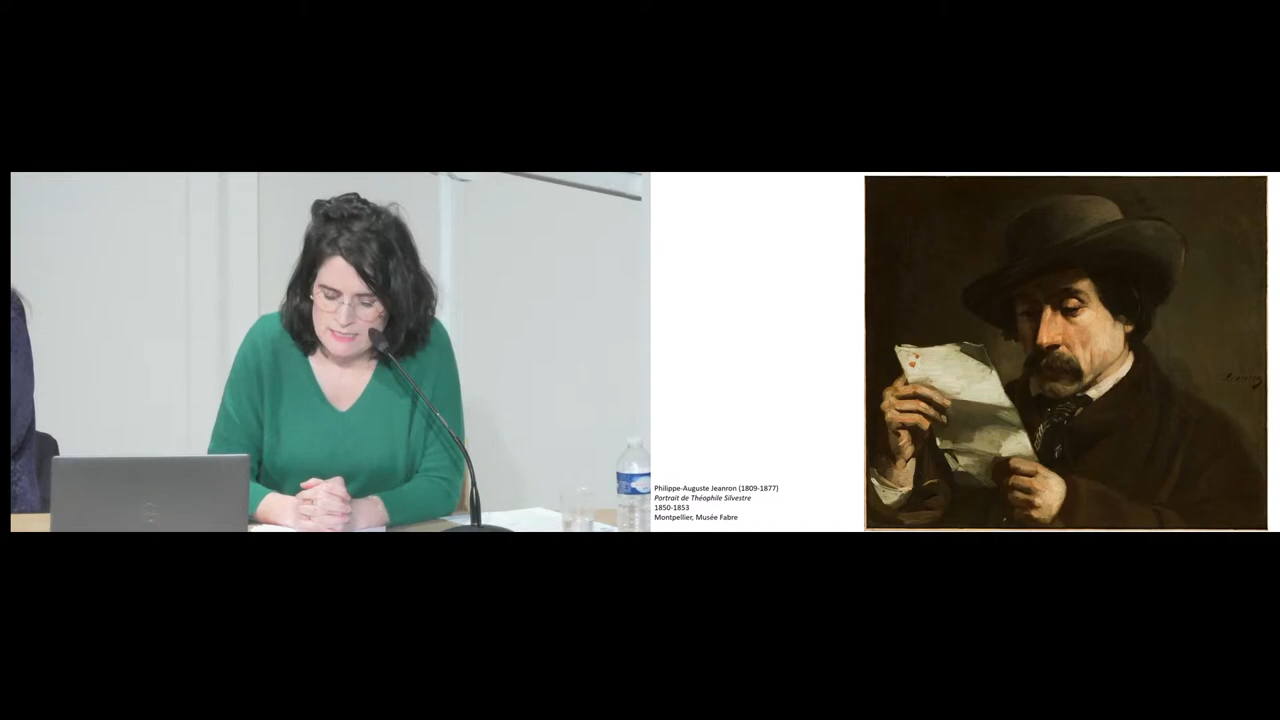 Philippe-Auguste Jeanron (1809-1877)
Portrait de Théophile Silvestre
1850-1853
Montpellier, Musée Fabre